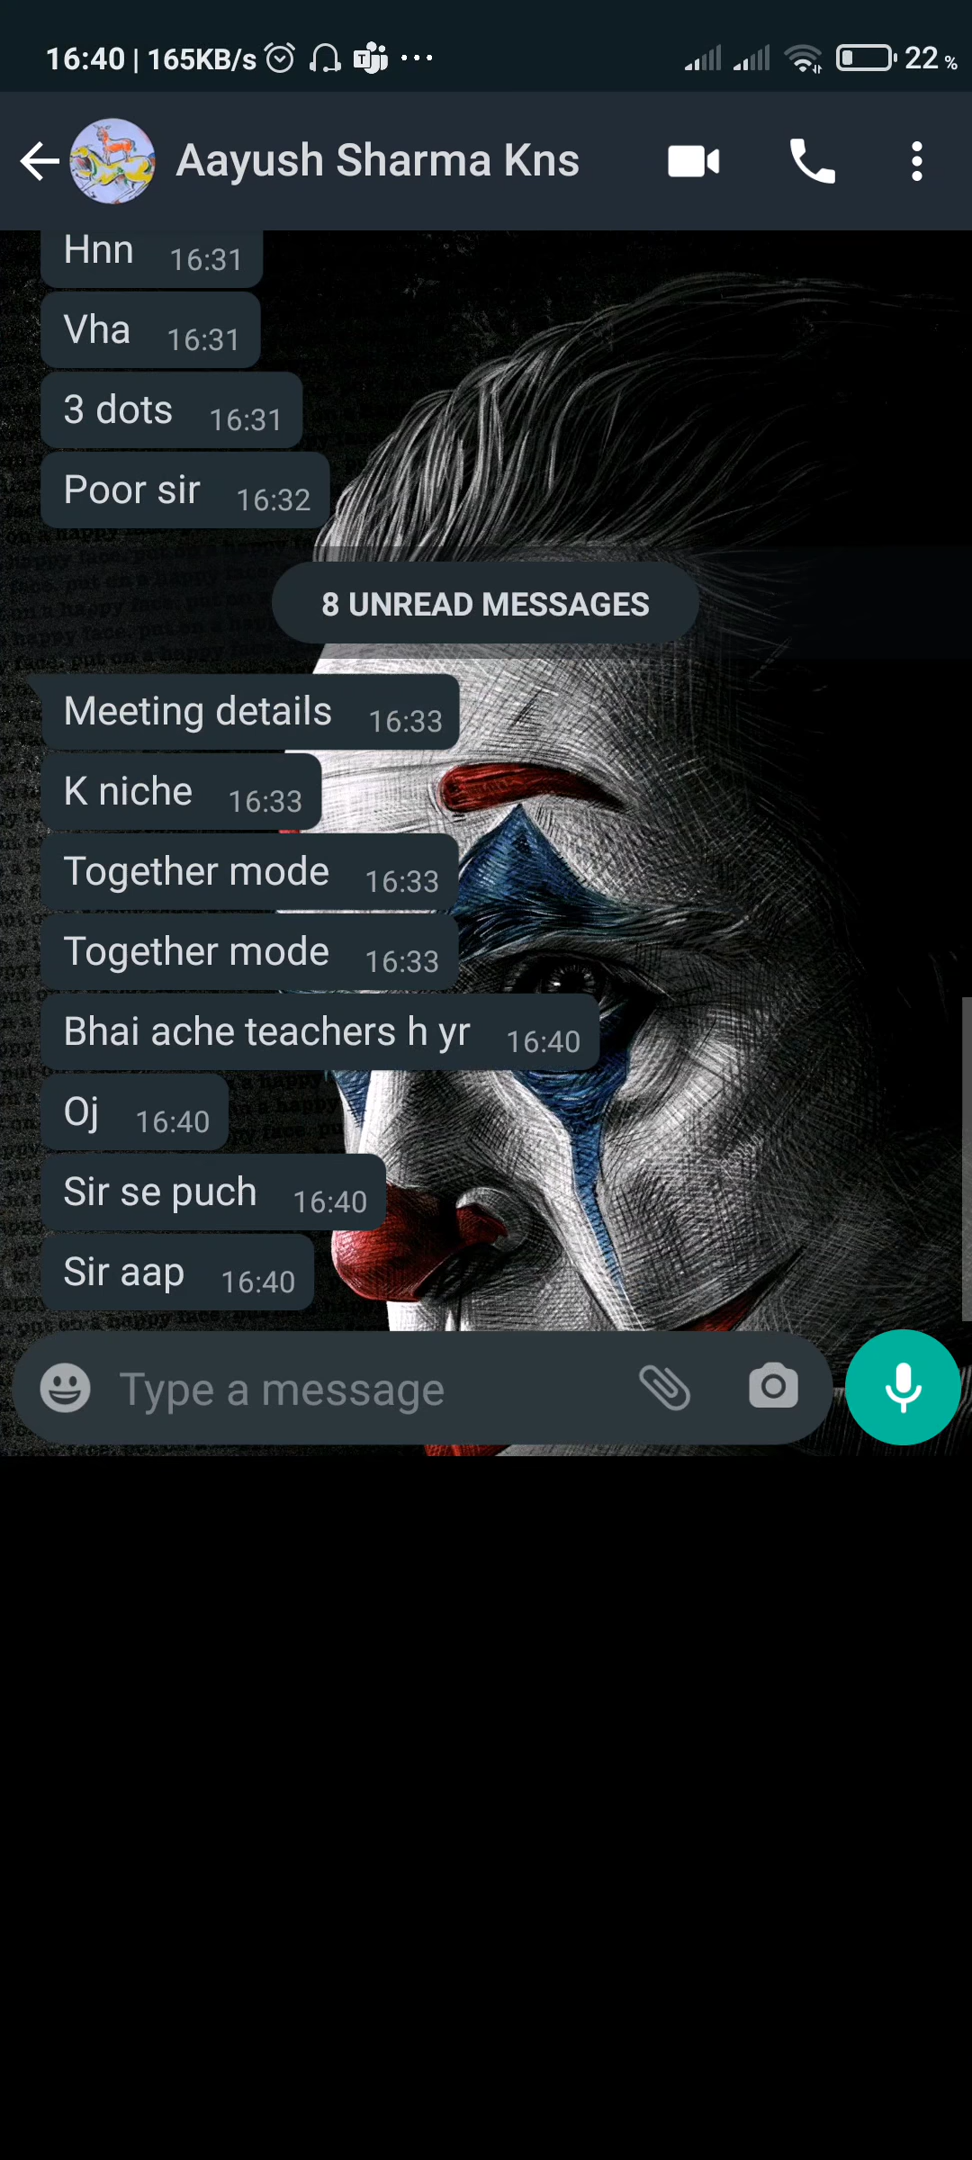 16:40 | 165KB/s
22 %
Aayush Sharma Kns
Hnn 16:31
Vha 16:31
3 dots 16:31
Poor sir 16:32
8 UNREAD MESSAGES
Meeting details 16:33
K niche 16:33
Together mode 16:33
Together mode 16:33
Bhai ache teachers h yr 16:40
Oj 16:40
Sir se puch 16:40
Sir aap 16:40
Type a message